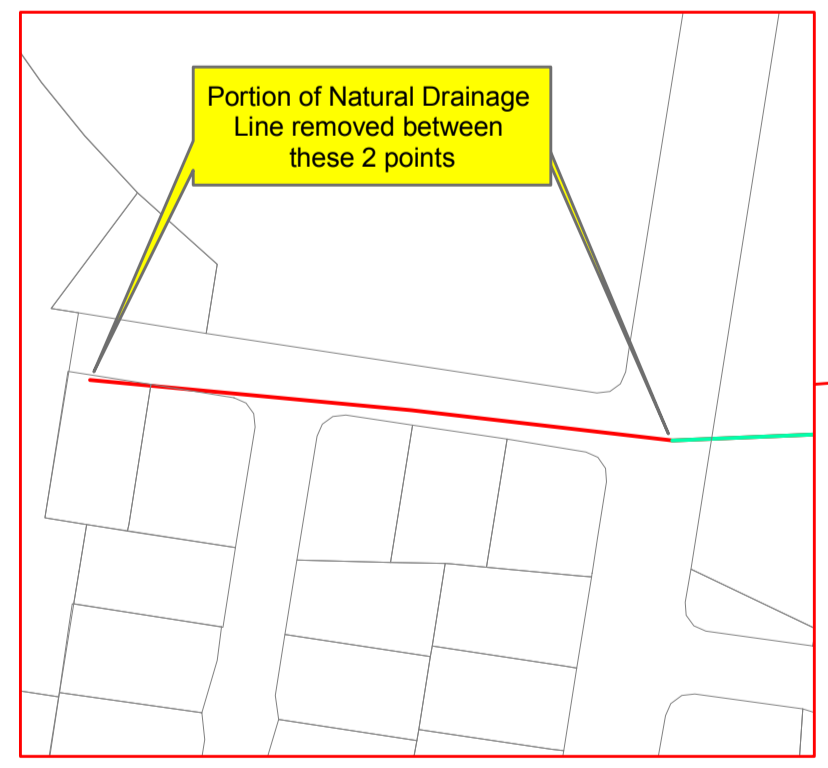 Portion of Natural Drainage
Line removed between
these 2 points